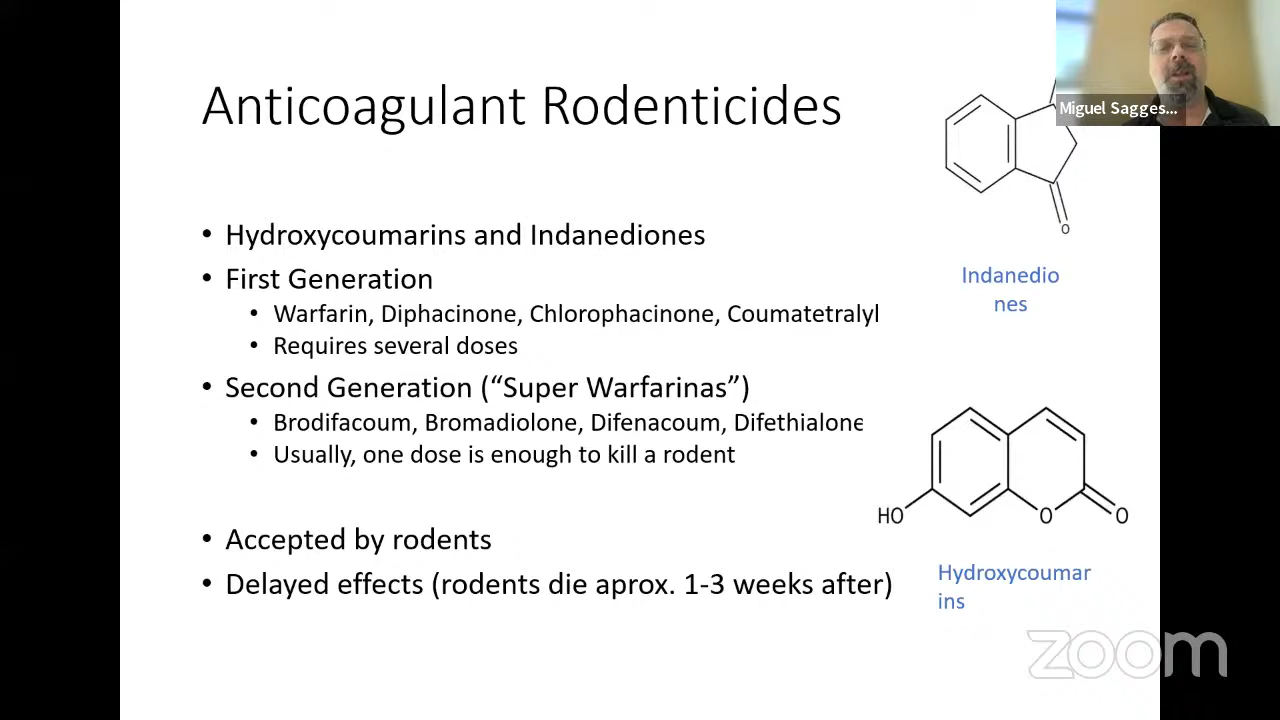 Anticoagulant Rodenticides
Miguel Sagges...
• Hydroxycoumarins and Indanediones
• First Generation
• Warfarin, Diphacinone, Chlorophacinone, Coumatetralyl
• Requires several doses
• Second Generation (“Super Warfarinas”)
• Brodifacoum, Bromadiolone, Difenacoum, Difethialone
• Usually, one dose is enough to kill a rodent
• Accepted by rodents
• Delayed effects (rodents die aprox. 1-3 weeks after)
O
Indanedio
nes
HO
O
O
Hydroxycoumar
ins
zoom